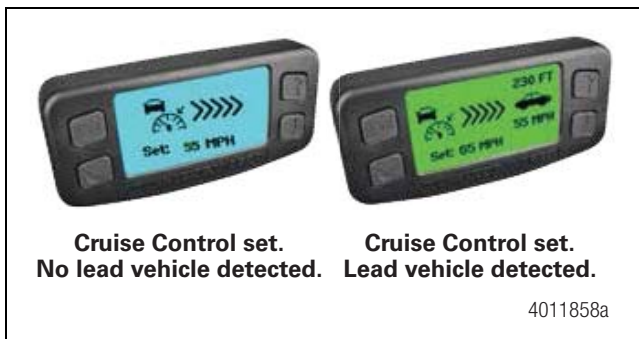 Set: 55 MPH
230 FT
55 MPH
Set: 65 MPH
Cruise Control set.
No lead vehicle detected.
Cruise Control set.
Lead vehicle detected.
4011858a